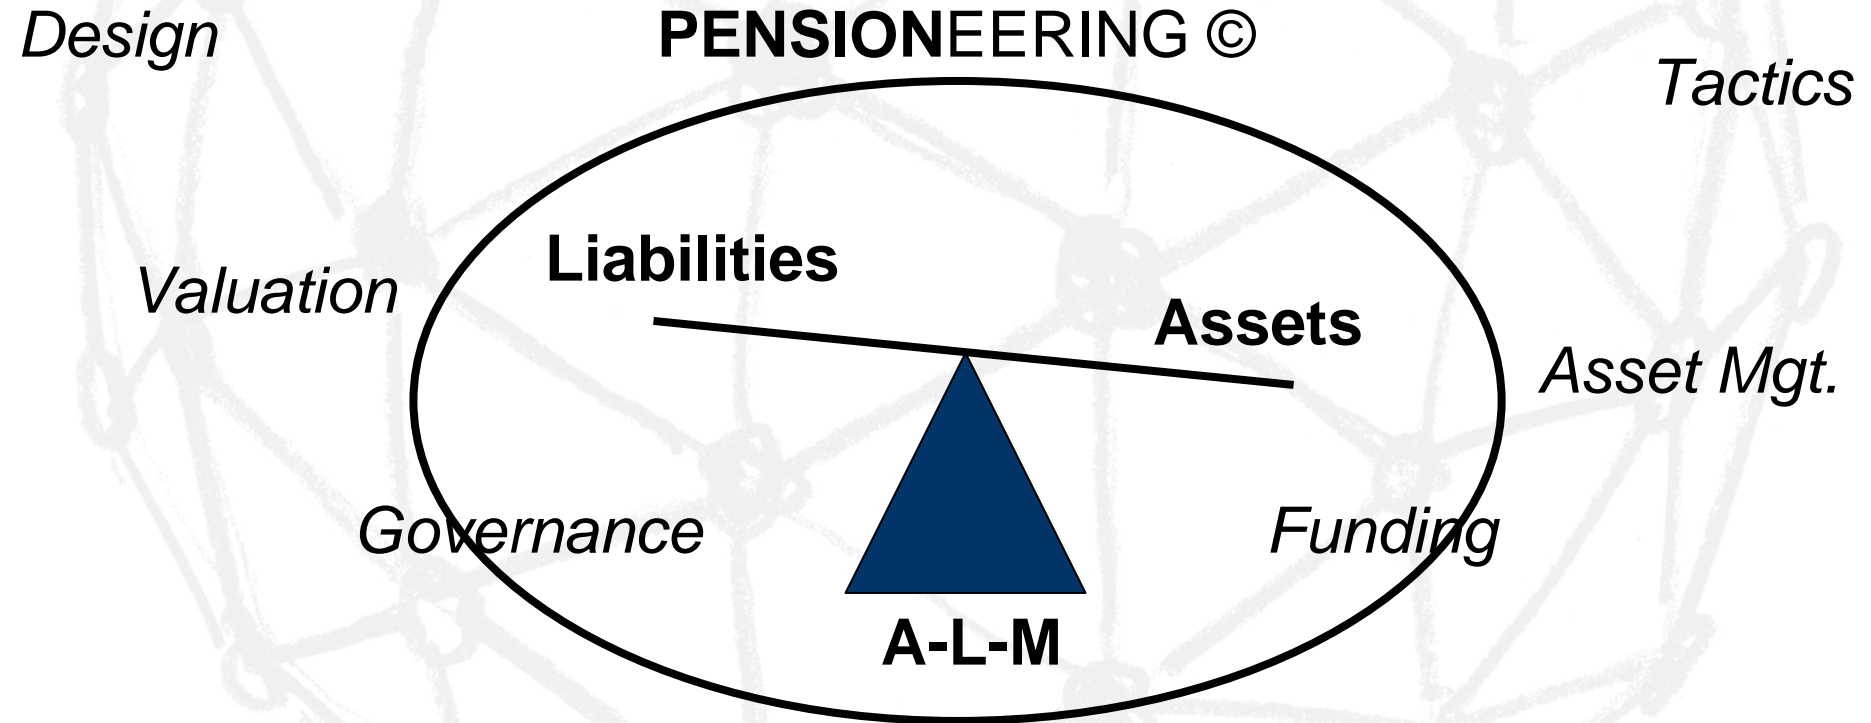 Design
PENSIONEERING ©
Tactics
Liabilities
Valuation
Assets
Asset Mgt.
Governance
Funding
A-L-M